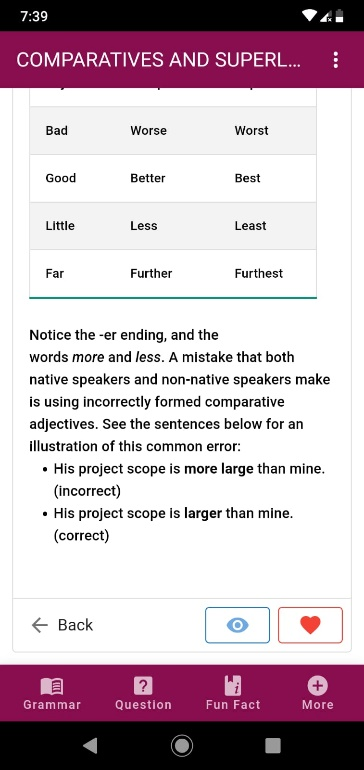 7:39
COMPARATIVES AND SUPERL...
Bad Worse Worst
Good Better Best
Little Less Least
Far Further Furthest
Notice the -er ending, and the
words more and less. A mistake that both
native speakers and non-native speakers make
is using incorrectly formed comparative
adjectives. See the sentences below for an
illustration of this common error:
• His project scope is more large than mine.
(incorrect)
• His project scope is larger than mine.
(correct)
Back
Grammar Question Fun Fact More